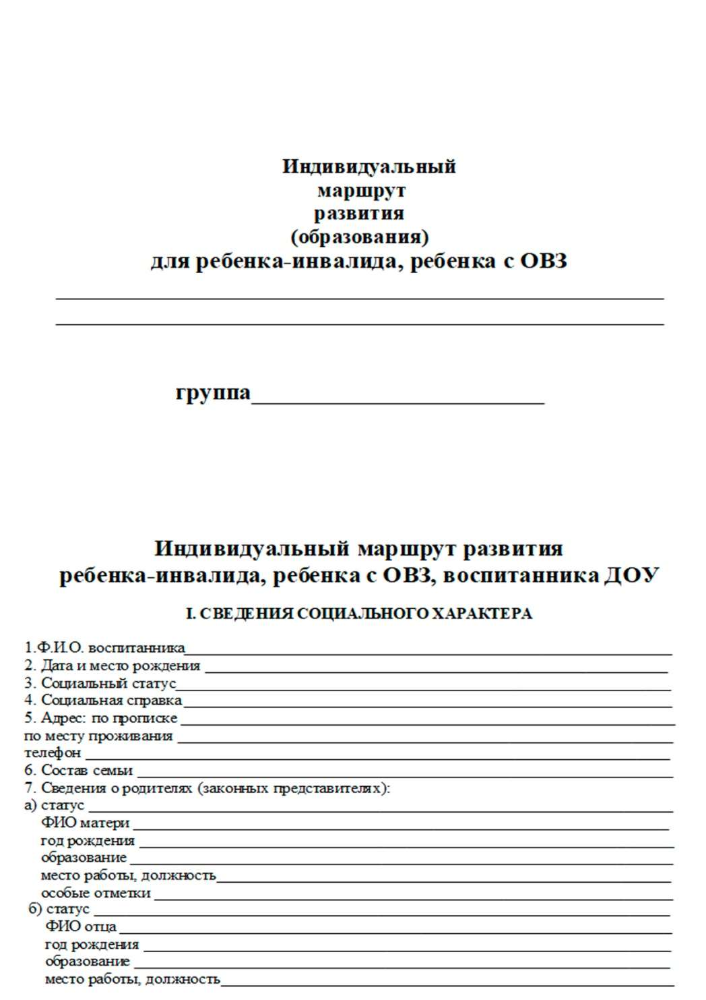 Индивидуальный
маршрут
развития
(образования)
для ребенка-инвалида, ребенка с ОВЗ
группа
Индивидуальный маршрут развития
ребенка-инвалида, ребенка с ОВЗ, воспитанника ДОУ
I. СВЕДЕНИЯ СОЦИАЛЬНОГО ХАРАКТЕРА
1.Ф.И.О. воспитанника
2. Дата и место рождения
3. Социальный статус
4. Социальная справка
5. Адрес: по прописке
по месту проживания
телефон
6. Состав семьи
7. Сведения о родителях (законных представителях):
а) статус
ФИО матери
год рождения
образование
место работы, должность
особые отметки
б) статус
ФИО отца
год рождения
образование
место работы, должность